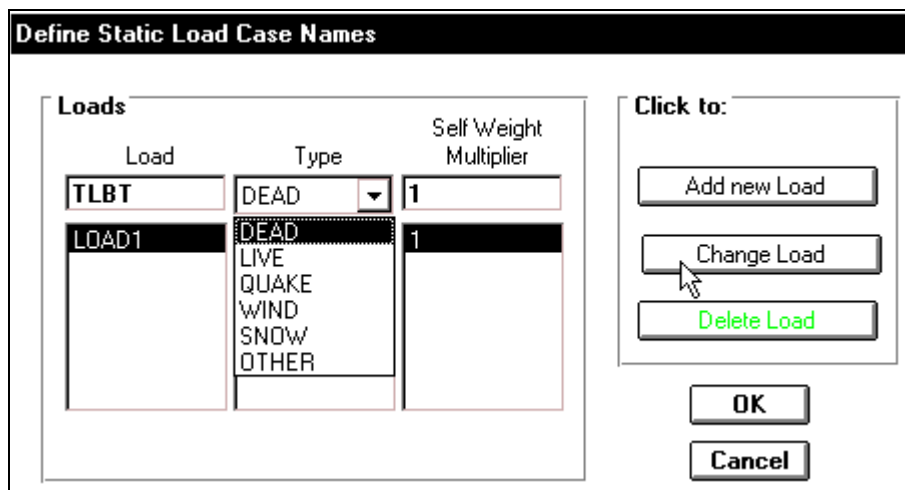 Define Static Load Case Names
Loads
Load
Type
Self Weight
Multiplier
TLBT
DEAD
1
LOAD1
1
DEAD
LIVE
QUAKE
WIND
SNOW
OTHER
Click to:
Add new Load
Change Load
Delete Load
OK
Cancel